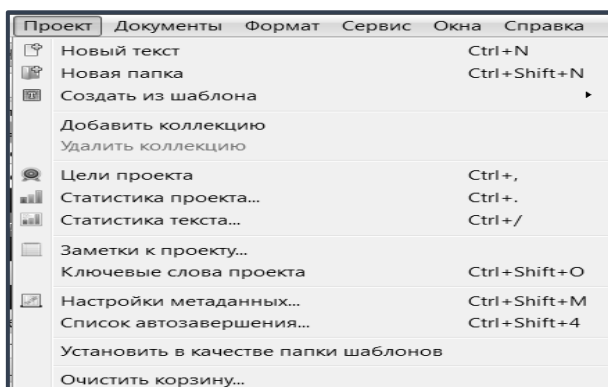 Проект Документы Формат Сервис Окна Справка
Новый текст Ctrl+N
Новая папка Ctrl+Shift+N
Создать из шаблона
Добавить коллекцию
Удалить коллекцию
Цели проекта Ctrl+,
Статистика проекта... Ctrl+.
Статистика текста... Ctrl+/
Заметки к проекту...
Ключевые слова проекта Ctrl+Shift+O
Настройки метаданных... Ctrl+Shift+M
Список автозавершения... Ctrl+Shift+4
Установить в качестве папки шаблонов
Очистить корзину...